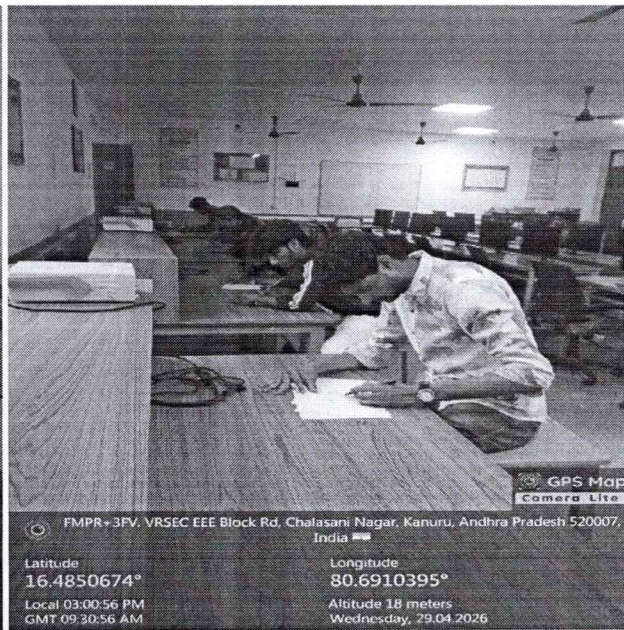 GPS Map
Camera Lite
FMPR+3FV, VRSEC EEE Block Rd, Chalasani Nagar, Kanuru, Andhra Pradesh 520007,
India
Latitude
16.4850674°
Longitude
80.6910395°
Local 03:00:56 PM
GMT 09:30:56 AM
Altitude 18 meters
Wednesday, 29.04.2026